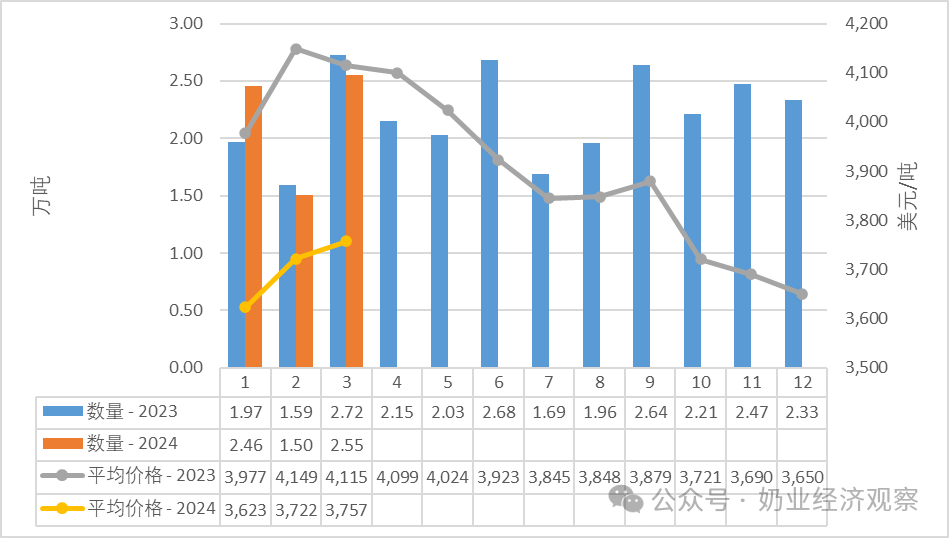 3.00
2.50
2.00
1.50
1.00
0.50
0.00
万吨
4,200
4,100
4,000
3,900
3,800
3,700
3,600
3,500
美元/吨
1 2 3 4 5 6 7 8 9 10 11 12
数量 - 2023 1.97 1.59 2.72 2.15 2.03 2.68 1.69 1.96 2.64 2.21 2.47 2.33
数量 - 2024 2.46 1.50 2.55
平均价格 - 2023 3,977 4,149 4,115 4,099 4,024 3,923 3,845 3,848 3,879 3,721 3,690 3,650
平均价格 - 2024 3,623 3,722 3,757
公众号 · 奶业经济观察